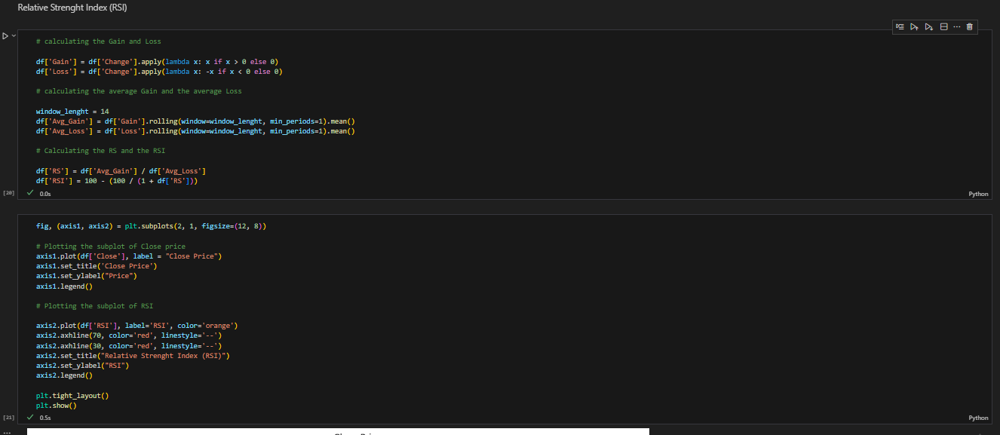 Relative Strenght Index (RSI)
# calculating the Gain and Loss
df['Gain'] = df['Change'].apply(lambda x: x if x > 0 else 0)
df['Loss'] = df['Change'].apply(lambda x: -x if x < 0 else 0)
# calculating the average Gain and the average Loss
window_lenght = 14
df['Avg_Gain'] = df['Gain'].rolling(window=window_lenght, min_periods=1).mean()
df['Avg_Loss'] = df['Loss'].rolling(window=window_lenght, min_periods=1).mean()
# Calculating the RS and the RSI
df['RS'] = df['Avg_Gain'] / df['Avg_Loss']
df['RSI'] = 100 - (100 / (1 + df['RS']))
[20] 0.0s Python
fig, (axis1, axis2) = plt.subplots(2, 1, figsize=(12, 8))
# Plotting the subplot of Close price
axis1.plot(df['Close'], label = "Close Price")
axis1.set_title('Close Price')
axis1.set_ylabel("Price")
axis1.legend()
# Plotting the subplot of RSI
axis2.plot(df['RSI'], label='RSI', color='orange')
axis2.axhline(70, color='red', linestyle='--')
axis2.axhline(30, color='red', linestyle='--')
axis2.set_title("Relative Strenght Index (RSI)")
axis2.set_ylabel("RSI")
axis2.legend()
plt.tight_layout()
plt.show()
[21] 0.5s Python